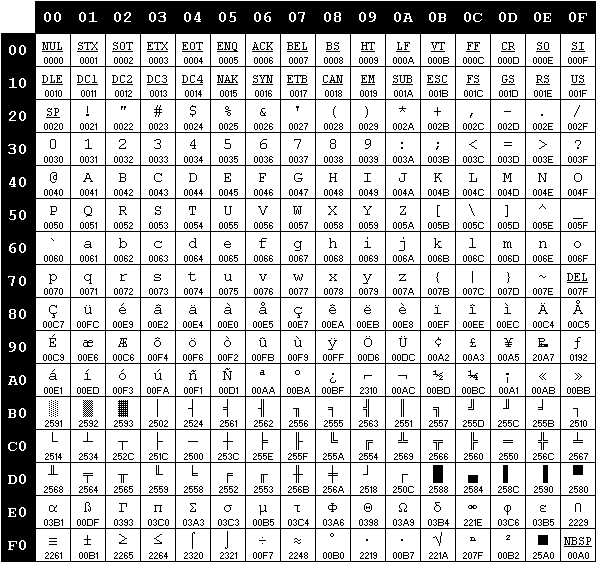 00 01 02 03 04 05 06 07 08 09 0A 0B 0C 0D 0E 0F
00 NUL STX SOT ETX EOT ENQ ACK BEL BS HT LF VT FF CR SO SI
0000 0001 0002 0003 0004 0005 0006 0007 0008 0009 000A 000B 000C 000D 000E 000F
10 DLE DC1 DC2 DC3 DC4 NAK SYN ETB CAN EM SUB ESC FS GS RS US
0010 0011 0012 0013 0014 0015 0016 0017 0018 0019 001A 001B 001C 001D 001E 001F
20 SP ! " # $ % & ' ( ) * + , - . /
0020 0021 0022 0023 0024 0025 0026 0027 0028 0029 002A 002B 002C 002D 002E 002F
30 0 1 2 3 4 5 6 7 8 9 : ; < = > ?
0030 0031 0032 0033 0034 0035 0036 0037 0038 0039 003A 003B 003C 003D 003E 003F
40 @ A B C D E F G H I J K L M N O
0040 0041 0042 0043 0044 0045 0046 0047 0048 0049 004A 004B 004C 004D 004E 004F
50 P Q R S T U V W X Y Z [ \ ] ^ _
0050 0051 0052 0053 0054 0055 0056 0057 0058 0059 005A 005B 005C 005D 005E 005F
60 ` a b c d e f g h i j k l m n o
0060 0061 0062 0063 0064 0065 0066 0067 0068 0069 006A 006B 006C 006D 006E 006F
70 p q r s t u v w x y z { | } ~ DEL
0070 0071 0072 0073 0074 0075 0076 0077 0078 0079 007A 007B 007C 007D 007E 007F
80 Ç ü é â ä à å ç ê ë è ï î ì Ä Å
00C7 00FC 00E9 00E2 00E4 00E0 00E5 00E7 00EA 00EB 00E8 00EF 00EE 00EC 00C4 00C5
90 É æ Æ ô ö ò û ù ÿ Ö Ü ¢ £ ¥ ₧ ƒ
00C9 00E6 00C6 00F4 00F6 00F2 00FB 00F9 00FF 00D6 00DC 00A2 00A3 00A5 20A7 0192
A0 á í ó ú ñ Ñ ª º ¿ ⌐ ¬ ½ ¼ ¡ « »
00E1 00ED 00F3 00FA 00F1 00D1 00AA 00BA 00BF 2310 00AC 00BD 00BC 00A1 00AB 00BB
B0 ░ ▒ ▓ │ ┤ ╡ ╢ ╖ ╕ ╣ ║ ╗ ╝ ╜ ╛ ┐
2591 2592 2593 2502 2524 2561 2562 2556 2555 2563 2551 2557 255D 255C 255B 2510
C0 └ ┴ ┬ ├ ─ ┼ ╞ ╟ ╚ ╔ ╩ ╦ ╠ ═ ╬ ╧
2514 2534 252C 251C 2500 253C 255E 255F 255A 2554 2569 2566 2560 2550 256C 2567
D0 ╨ ╤ ╥ ╙ ╘ ╒ ╓ ╫ ╪ ┘ ┌ █ ▄ ▌ ▐ ▀
2568 2564 2565 2559 2558 2552 2553 256B 256A 2518 250C 2588 2584 258C 2590 2580
E0 α ß Γ π Σ σ µ τ Φ Θ Ω δ ∞ φ ε ∩
03B1 00DF 0393 03C0 03A3 03C3 00B5 03C4 03A6 0398 03A9 03B4 221E 03C6 03B5 2229
F0 ≡ ± ≥ ≤ ⌠ ⌡ ÷ ≈ ° ∙ · √ ⁿ ² ■ NBSP
2261 00B1 2265 2264 2320 2321 00F7 2248 00B0 2219 00B7 221A 207F 00B2 25A0 00A0